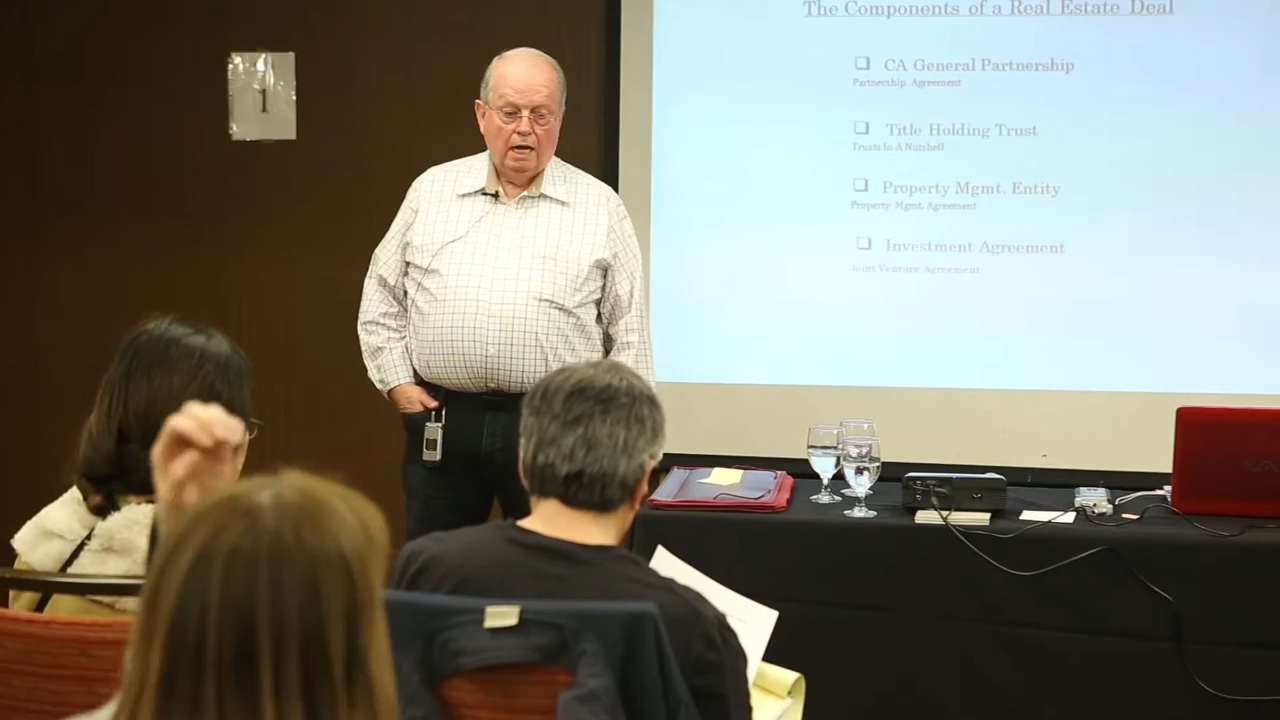 The Components of a Real Estate Deal
1
CA General Partnership
Partnership Agreement
Title Holding Trust
Trusts In A Nutshell
Property Mgmt. Entity
Property Mgmt. Agreement
Investment Agreement
Joint Venture Agreement